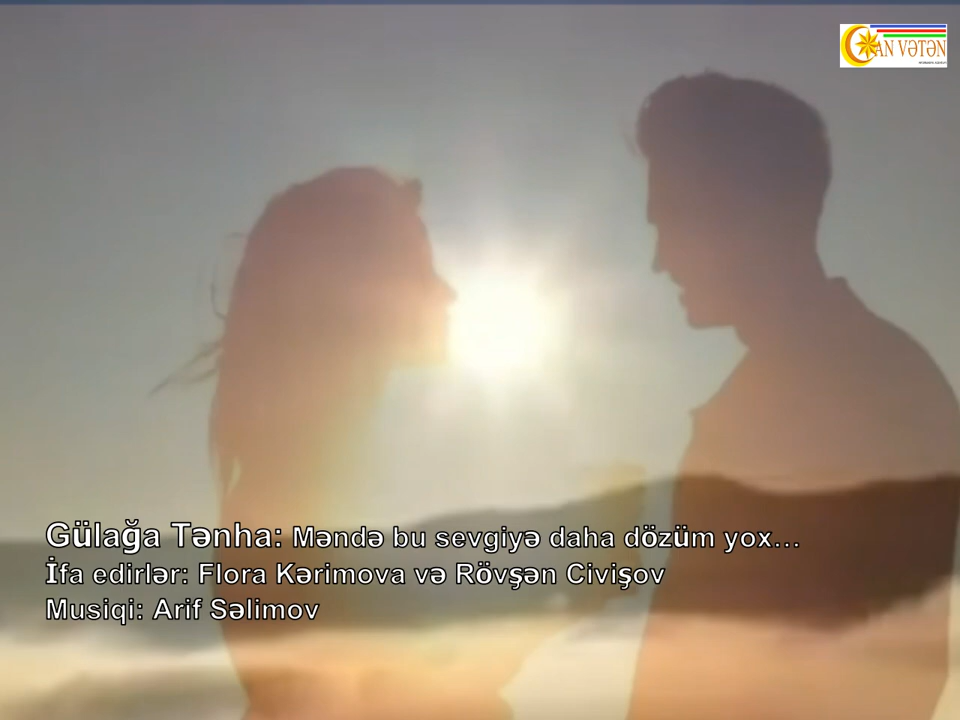 AN VƏTƏN
Gülağa Tənha: Məndə bu sevgiyə daha dözüm yox...
İfa edirlər: Flora Kərimova və Rövşən Civişov
Musiqi: Arif Səlimov